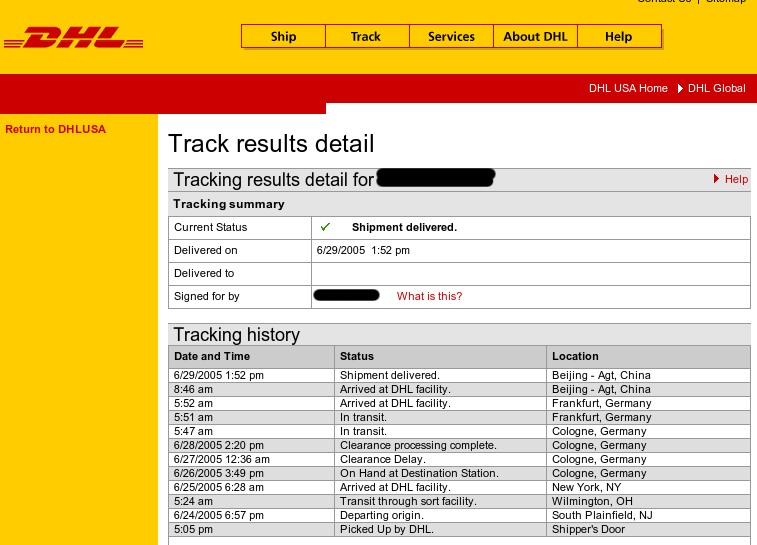 Contact Us | Sitemap
DHL
Ship Track Services About DHL Help
DHL USA Home DHL Global
Return to DHLUSA
Track results detail
Tracking results detail for
Help
Tracking summary
Current Status Shipment delivered.
Delivered on 6/29/2005 1:52 pm
Delivered to
Signed for by What is this?
Tracking history
Date and Time Status Location
6/29/2005 1:52 pm Shipment delivered. Beijing - Agt, China
8:46 am Arrived at DHL facility. Beijing - Agt, China
5:52 am Arrived at DHL facility. Frankfurt, Germany
5:51 am In transit. Frankfurt, Germany
5:47 am In transit. Cologne, Germany
6/28/2005 2:20 pm Clearance processing complete. Cologne, Germany
6/27/2005 12:36 am Clearance Delay. Cologne, Germany
6/26/2005 3:49 pm On Hand at Destination Station. Cologne, Germany
6/25/2005 6:28 am Arrived at DHL facility. New York, NY
5:24 am Transit through sort facility. Wilmington, OH
6/24/2005 6:57 pm Departing origin. South Plainfield, NJ
5:05 pm Picked Up by DHL. Shipper's Door